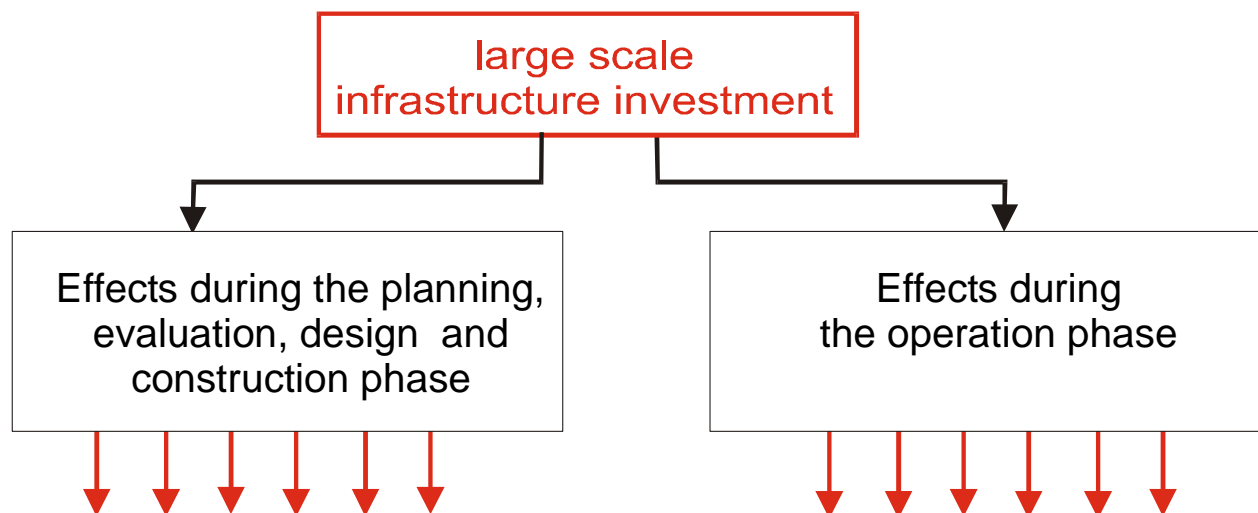 large scale
infrastructure investment
Effects during the planning,
evaluation, design and
construction phase
Effects during
the operation phase